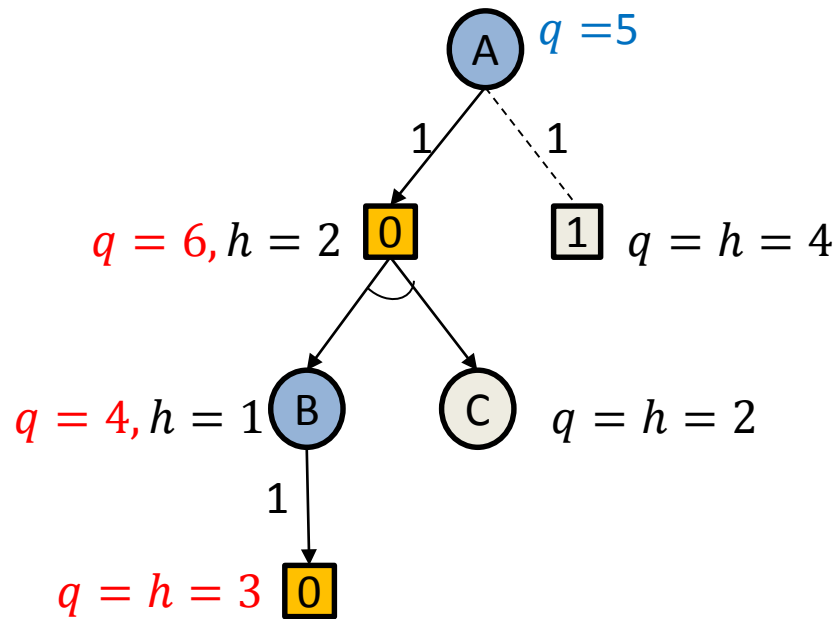 A q =5
1 1
q = 6, h = 2 0 1 q = h = 4
q = 4, h = 1 B C q = h = 2
1
q = h = 3 0